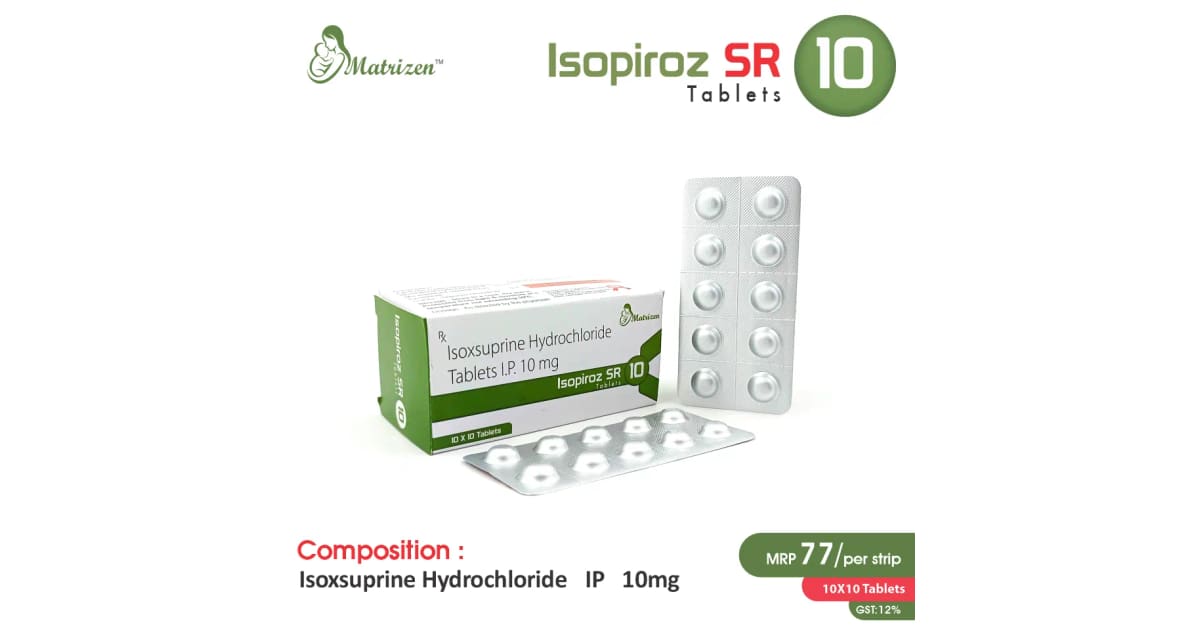 Matrizen™
Isopiroz SR 10
Tablets
Rx
Isoxsuprine Hydrochloride
Tablets I.P. 10 mg
Matrizen
Isopiroz SR 10
Tablets
10 X 10 Tablets
Isopiroz SR 10
Composition :
Isoxsuprine Hydrochloride IP 10mg
MRP 77/per strip
10X10 Tablets
GST:12%